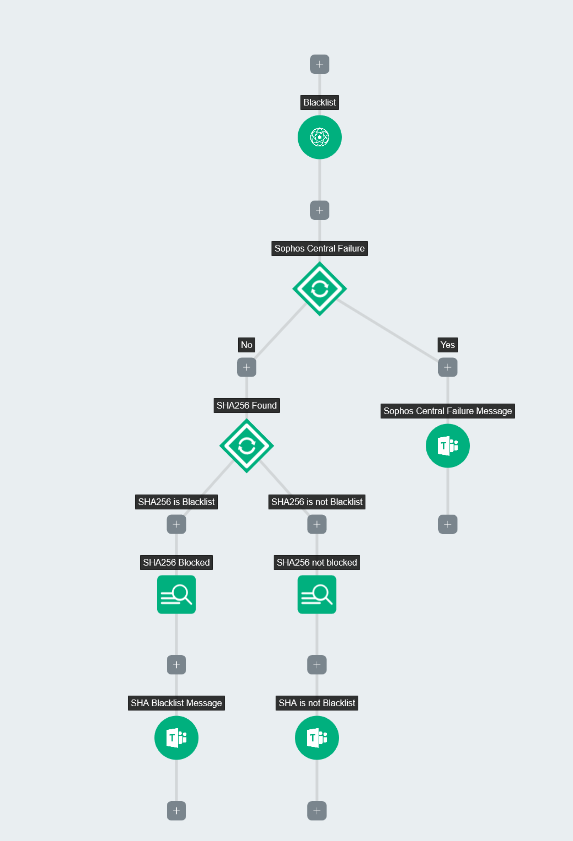 Blacklist
Sophos Central Failure
No
Yes
SHA256 Found
Sophos Central Failure Message
SHA256 is Blacklist
SHA256 is not Blacklist
SHA256 Blocked
SHA256 not blocked
SHA Blacklist Message
SHA is not Blacklist